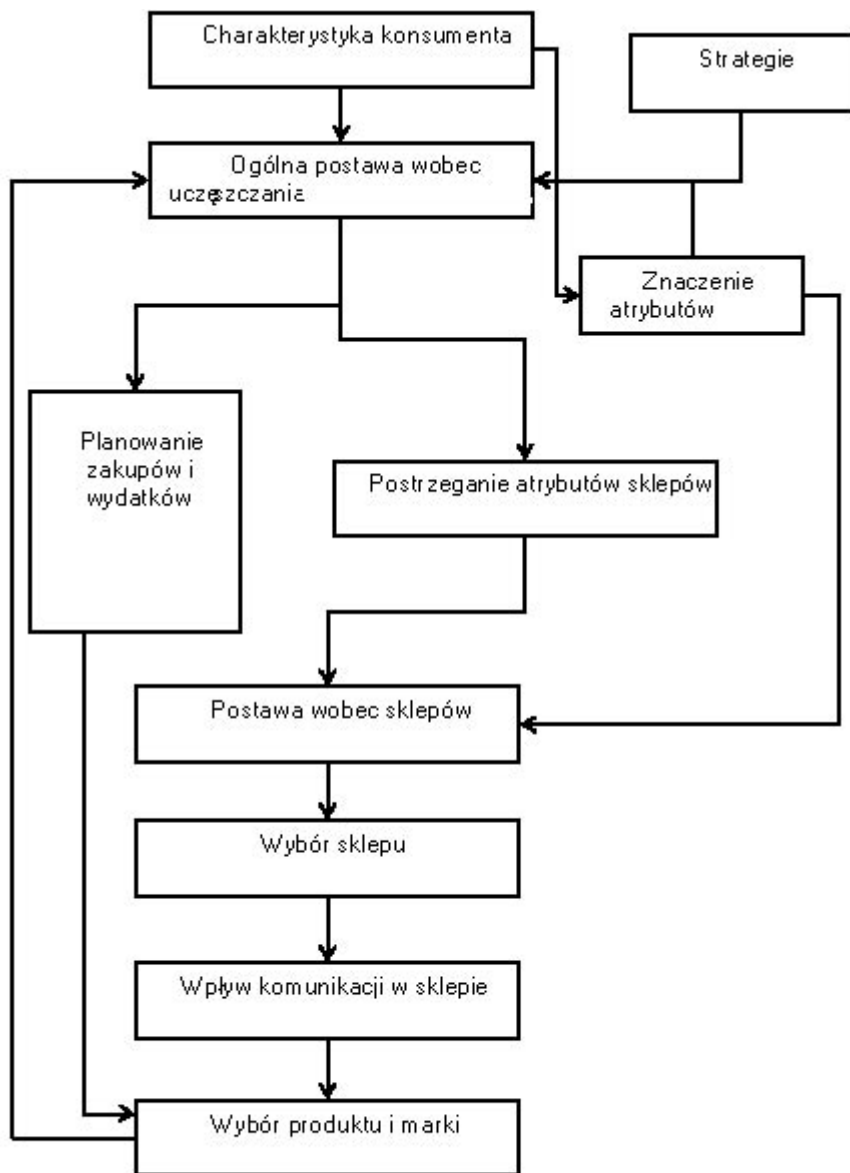 Charakterystyka konsumenta
Strategie
Ogólna postawa wobec
uczęszczania
Znaczenie
atrybutów
Planowanie
zakupów i
wydatków
Postrzeganie atrybutów sklepów
Postawa wobec sklepów
Wybór sklepu
Wpływ komunikacji w sklepie
Wybór produktu i marki